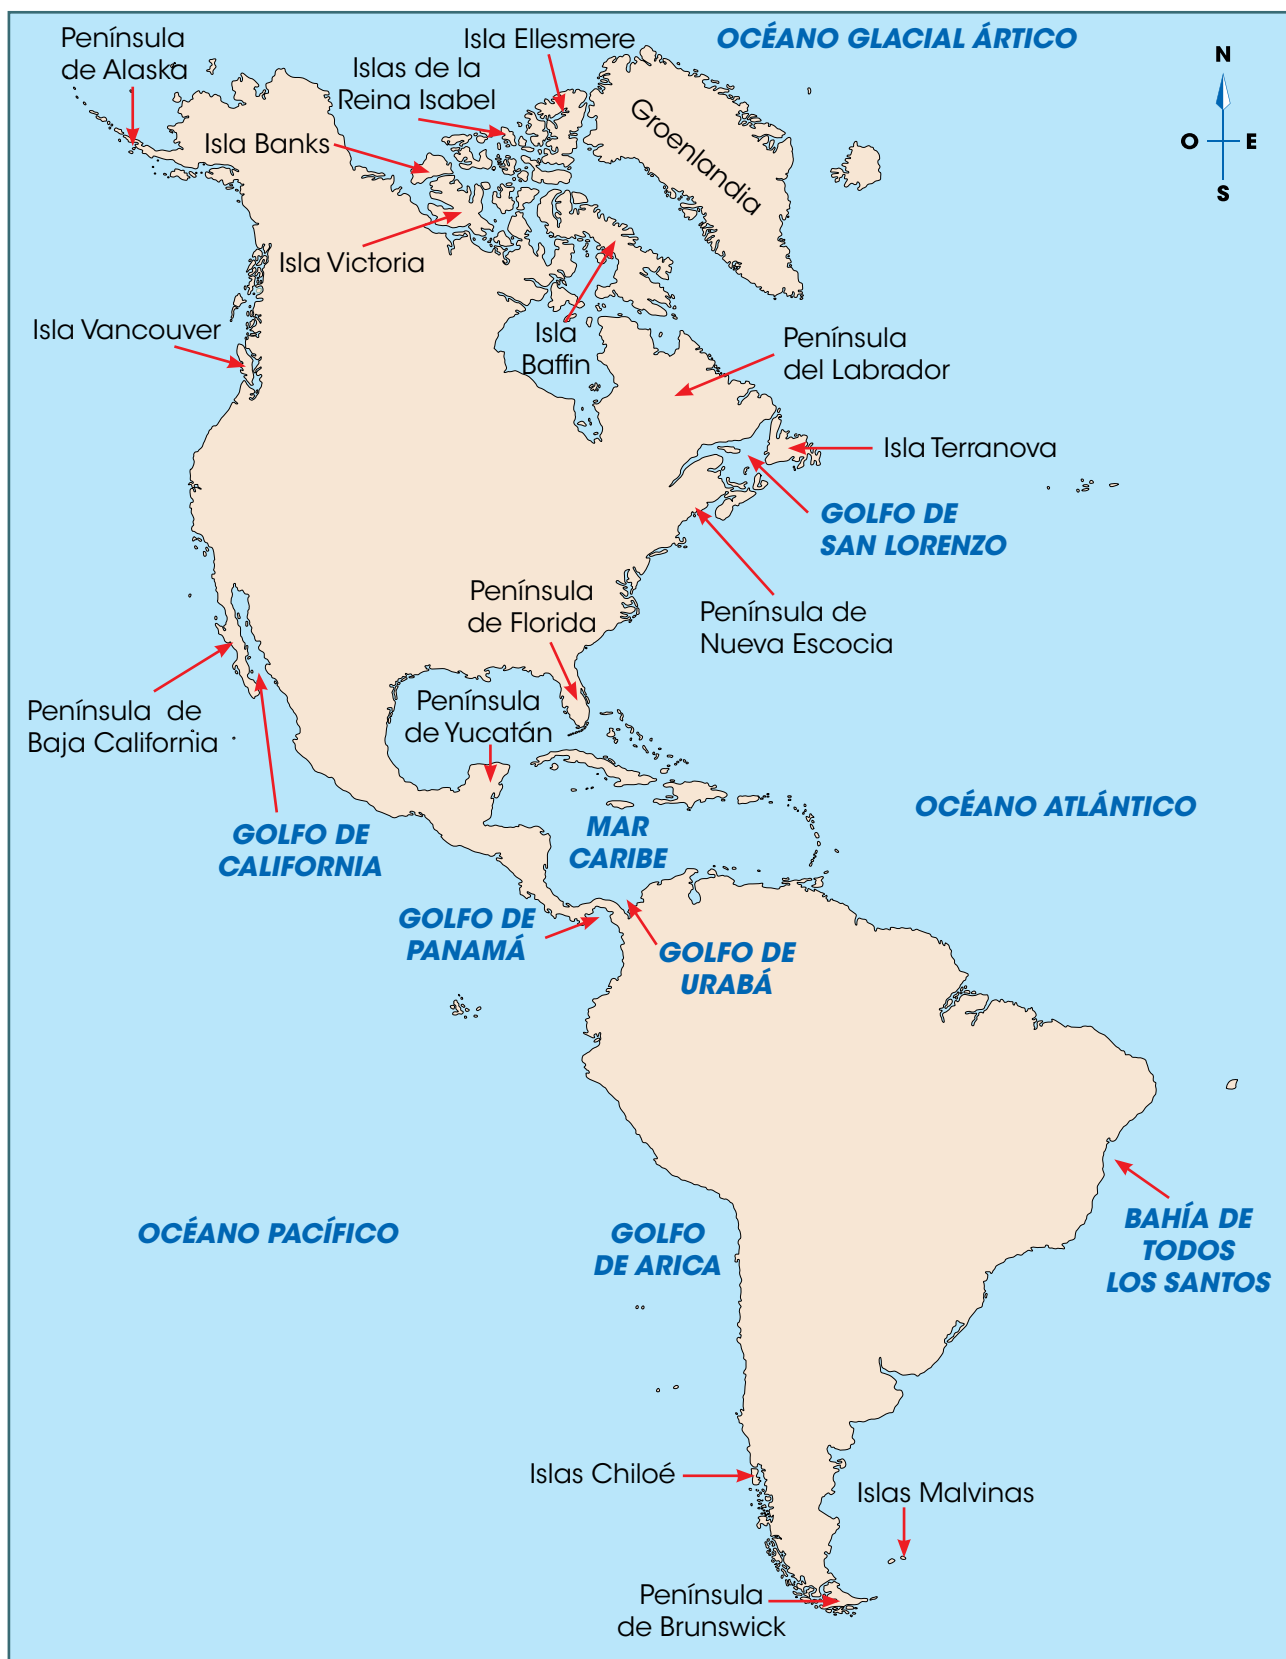 Península
de Alaska
Isla Ellesmere
OCÉANO GLACIAL ÁRTICO
Islas de la
Reina Isabel
N
O
E
S
Isla Banks
Groenlandia
Isla Victoria
Isla Vancouver
Isla
Baffin
Península
del Labrador
Isla Terranova
GOLFO DE
SAN LORENZO
Península
de Florida
Península de
Nueva Escocia
Península de
Baja California
Península
de Yucatán
OCÉANO ATLÁNTICO
GOLFO DE
CALIFORNIA
MAR
CARIBE
GOLFO DE
PANAMÁ
GOLFO DE
URABÁ
OCÉANO PACÍFICO
GOLFO
DE ARICA
BAHÍA DE
TODOS
LOS SANTOS
Islas Chiloé
Islas Malvinas
Península
de Brunswick